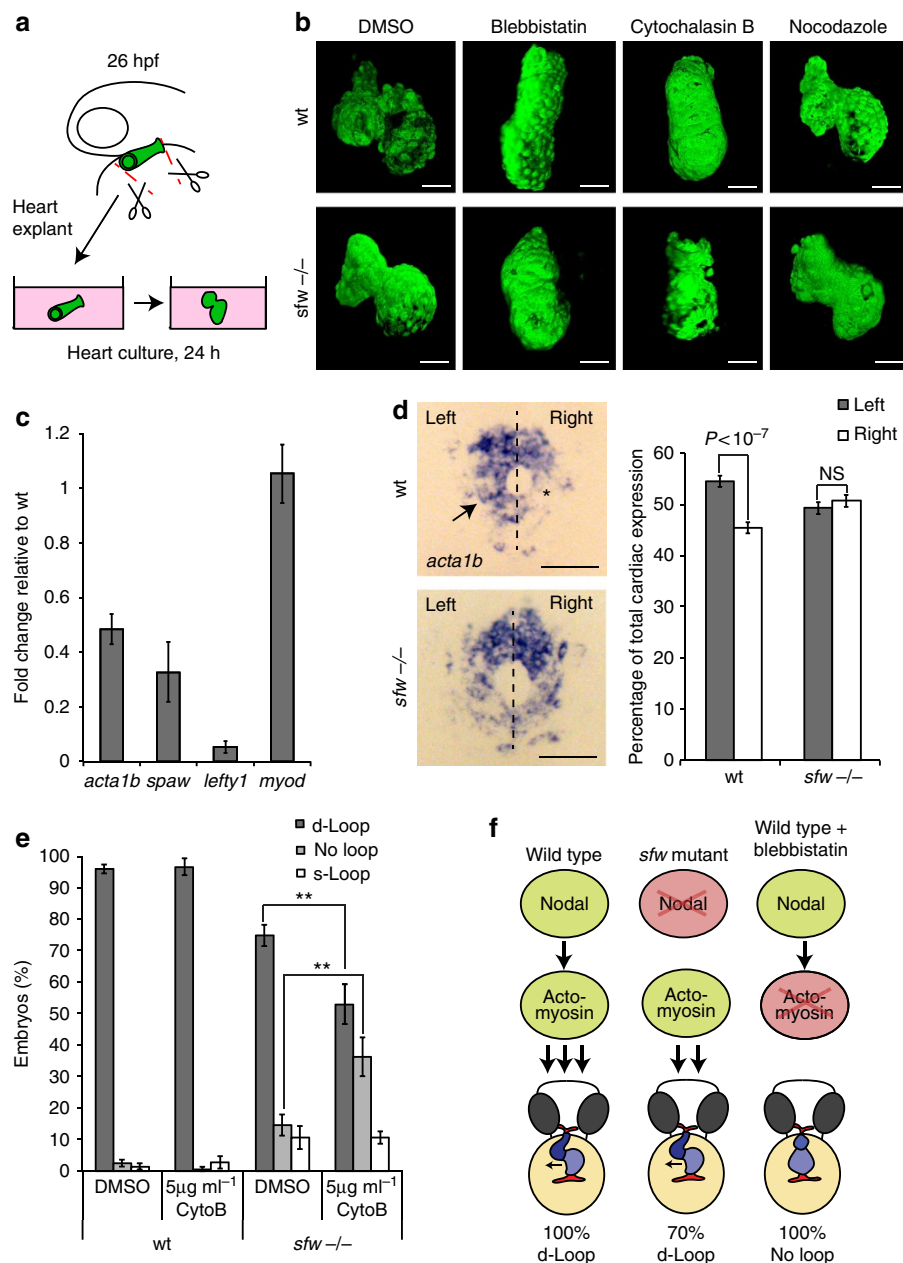 a
26 hpf
Heart
explant
Heart culture, 24 h
b
DMSO
Blebbistatin
Cytochalasin B
Nocodazole
wt
sfw −/−
c
Fold change relative to wt
1.2
1
0.8
0.6
0.4
0.2
0
acta1b
spaw
lefty1
myod
d
Left
Right
wt
*
acta1b
Left
Right
sfw −/−
Left
Right
Percentage of total cardiac expression
P<10−7
NS
60
50
40
30
20
10
0
wt
sfw −/−
e
d-Loop
No loop
s-Loop
Embryos (%)
100
90
80
70
60
50
40
30
20
10
0
**
**
DMSO
5μg ml−1
CytoB
DMSO
5μg ml−1
CytoB
wt
sfw −/−
f
Wild type
sfw mutant
Wild type +
blebbistatin
Nodal
Nodal
Nodal
Acto-
myosin
Acto-
myosin
Acto-
myosin
100%
d-Loop
70%
d-Loop
100%
No loop